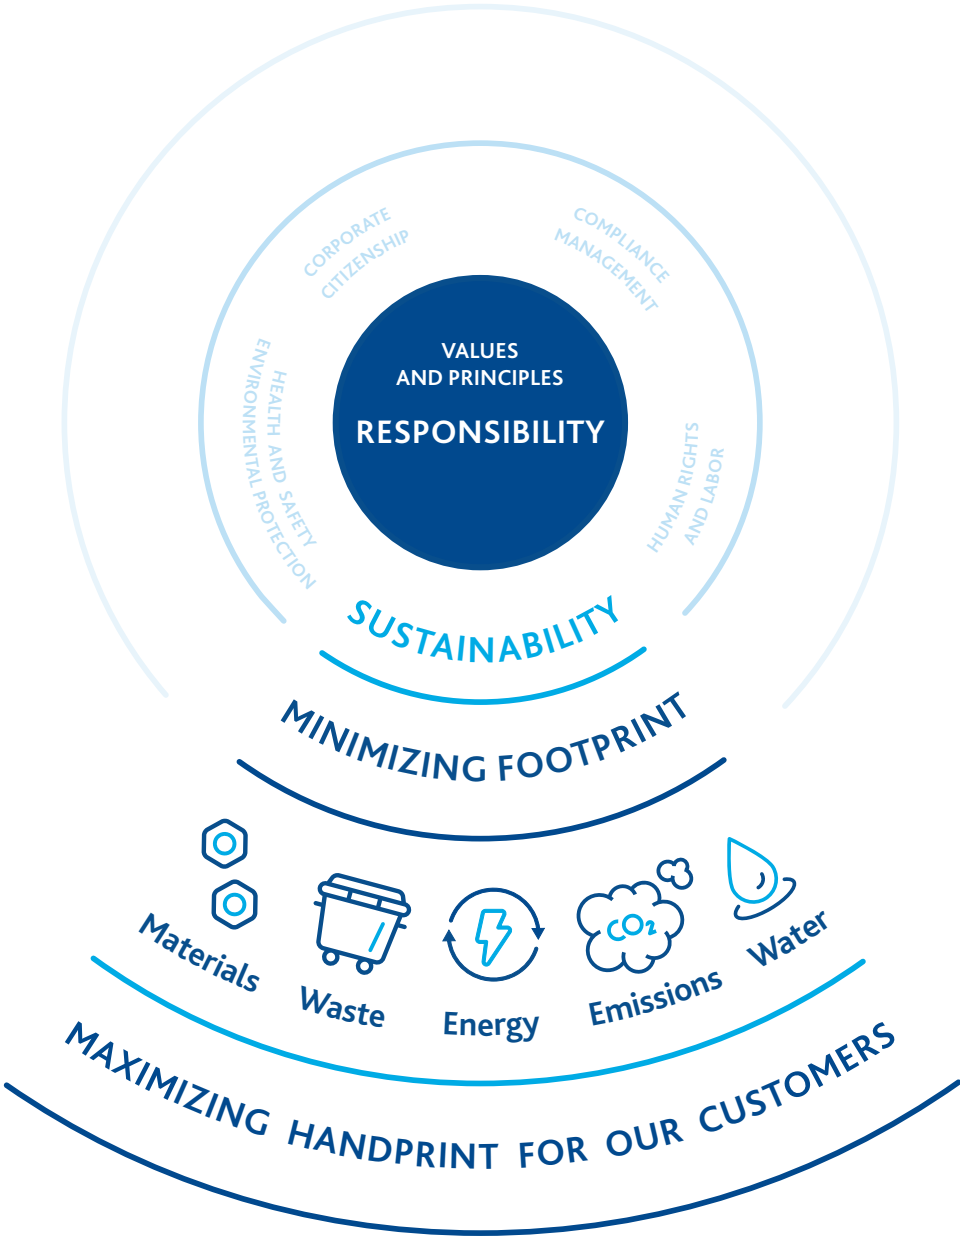 CORPORATE
CITIZENSHIP
COMPLIANCE
MANAGEMENT
VALUES
AND PRINCIPLES
RESPONSIBILITY
HEALTH AND SAFETY
ENVIRONMENTAL PROTECTION
HUMAN RIGHTS
AND LABOR
SUSTAINABILITY
MINIMIZING FOOTPRINT
CO2
Materials
Waste
Energy
Emissions
Water
MAXIMIZING HANDPRINT FOR OUR CUSTOMERS